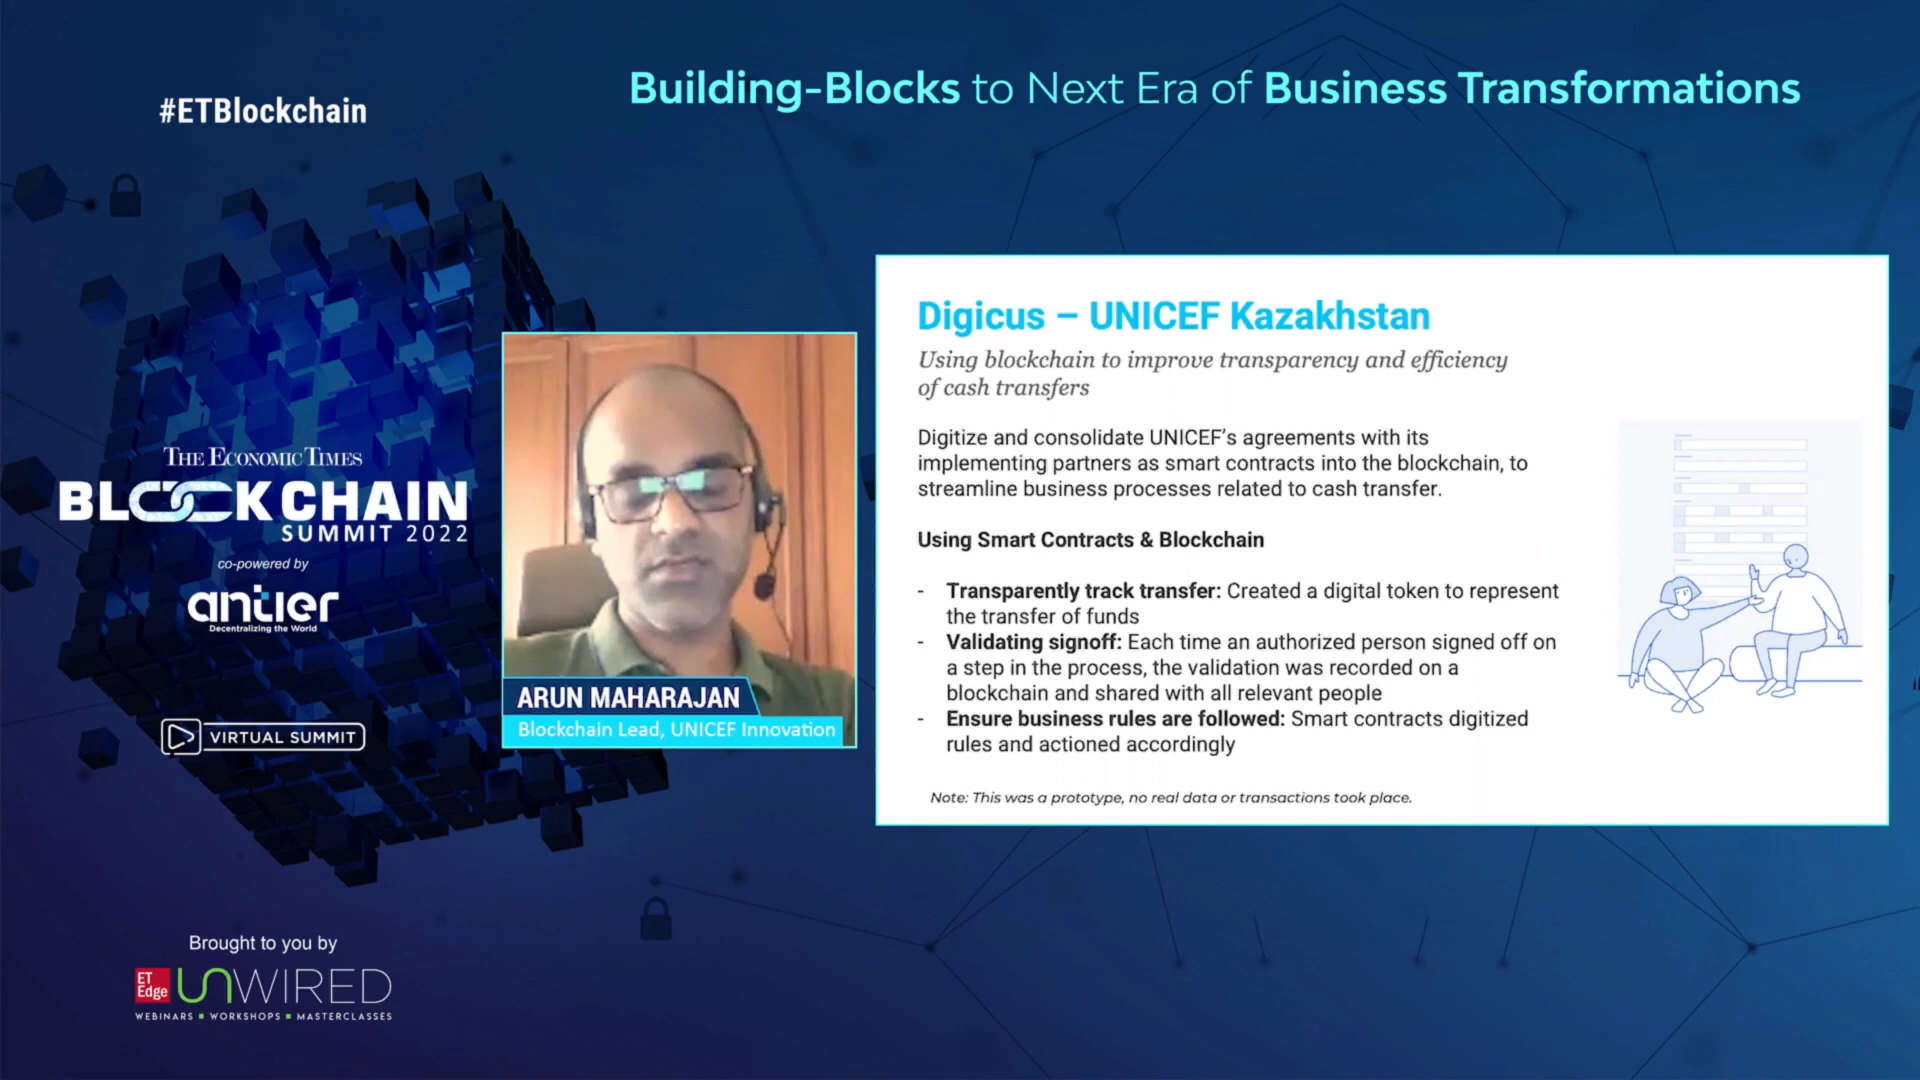 #ETBlockchain
Building-Blocks to Next Era of Business Transformations
THE ECONOMIC TIMES
BLOCKCHAIN
SUMMIT 2022
co-powered by
antier
Decentralizing the World
VIRTUAL SUMMIT
Brought to you by
ET
Edge
UNWIRED
WEBINARS ▪ WORKSHOPS ▪ MASTERCLASSES
ARUN MAHARAJAN
Blockchain Lead, UNICEF Innovation
Digicus – UNICEF Kazakhstan
Using blockchain to improve transparency and efficiency
of cash transfers
Digitize and consolidate UNICEF’s agreements with its
implementing partners as smart contracts into the blockchain, to
streamline business processes related to cash transfer.
Using Smart Contracts & Blockchain
- Transparently track transfer: Created a digital token to represent
the transfer of funds
- Validating signoff: Each time an authorized person signed off on
a step in the process, the validation was recorded on a
blockchain and shared with all relevant people
- Ensure business rules are followed: Smart contracts digitized
rules and actioned accordingly
Note: This was a prototype, no real data or transactions took place.